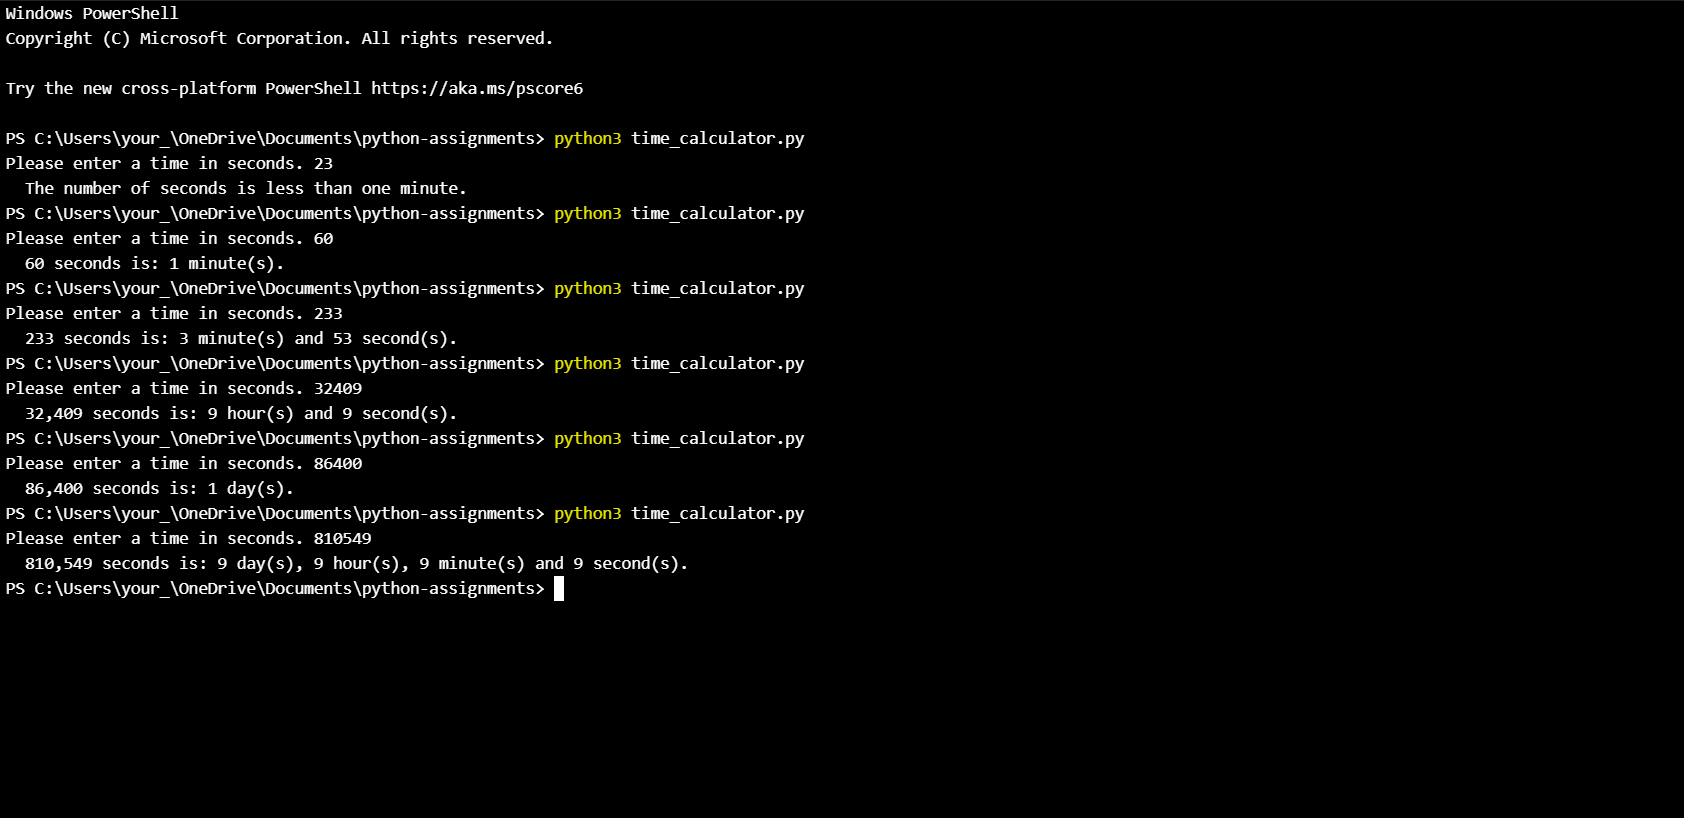 Windows PowerShell
Copyright (C) Microsoft Corporation. All rights reserved.
Try the new cross-platform PowerShell https://aka.ms/pscore6
PS C:\Users\your_\OneDrive\Documents\python-assignments> python3 time_calculator.py
Please enter a time in seconds. 23
  The number of seconds is less than one minute.
PS C:\Users\your_\OneDrive\Documents\python-assignments> python3 time_calculator.py
Please enter a time in seconds. 60
  60 seconds is: 1 minute(s).
PS C:\Users\your_\OneDrive\Documents\python-assignments> python3 time_calculator.py
Please enter a time in seconds. 233
  233 seconds is: 3 minute(s) and 53 second(s).
PS C:\Users\your_\OneDrive\Documents\python-assignments> python3 time_calculator.py
Please enter a time in seconds. 32409
  32,409 seconds is: 9 hour(s) and 9 second(s).
PS C:\Users\your_\OneDrive\Documents\python-assignments> python3 time_calculator.py
Please enter a time in seconds. 86400
  86,400 seconds is: 1 day(s).
PS C:\Users\your_\OneDrive\Documents\python-assignments> python3 time_calculator.py
Please enter a time in seconds. 810549
  810,549 seconds is: 9 day(s), 9 hour(s), 9 minute(s) and 9 second(s).
PS C:\Users\your_\OneDrive\Documents\python-assignments>